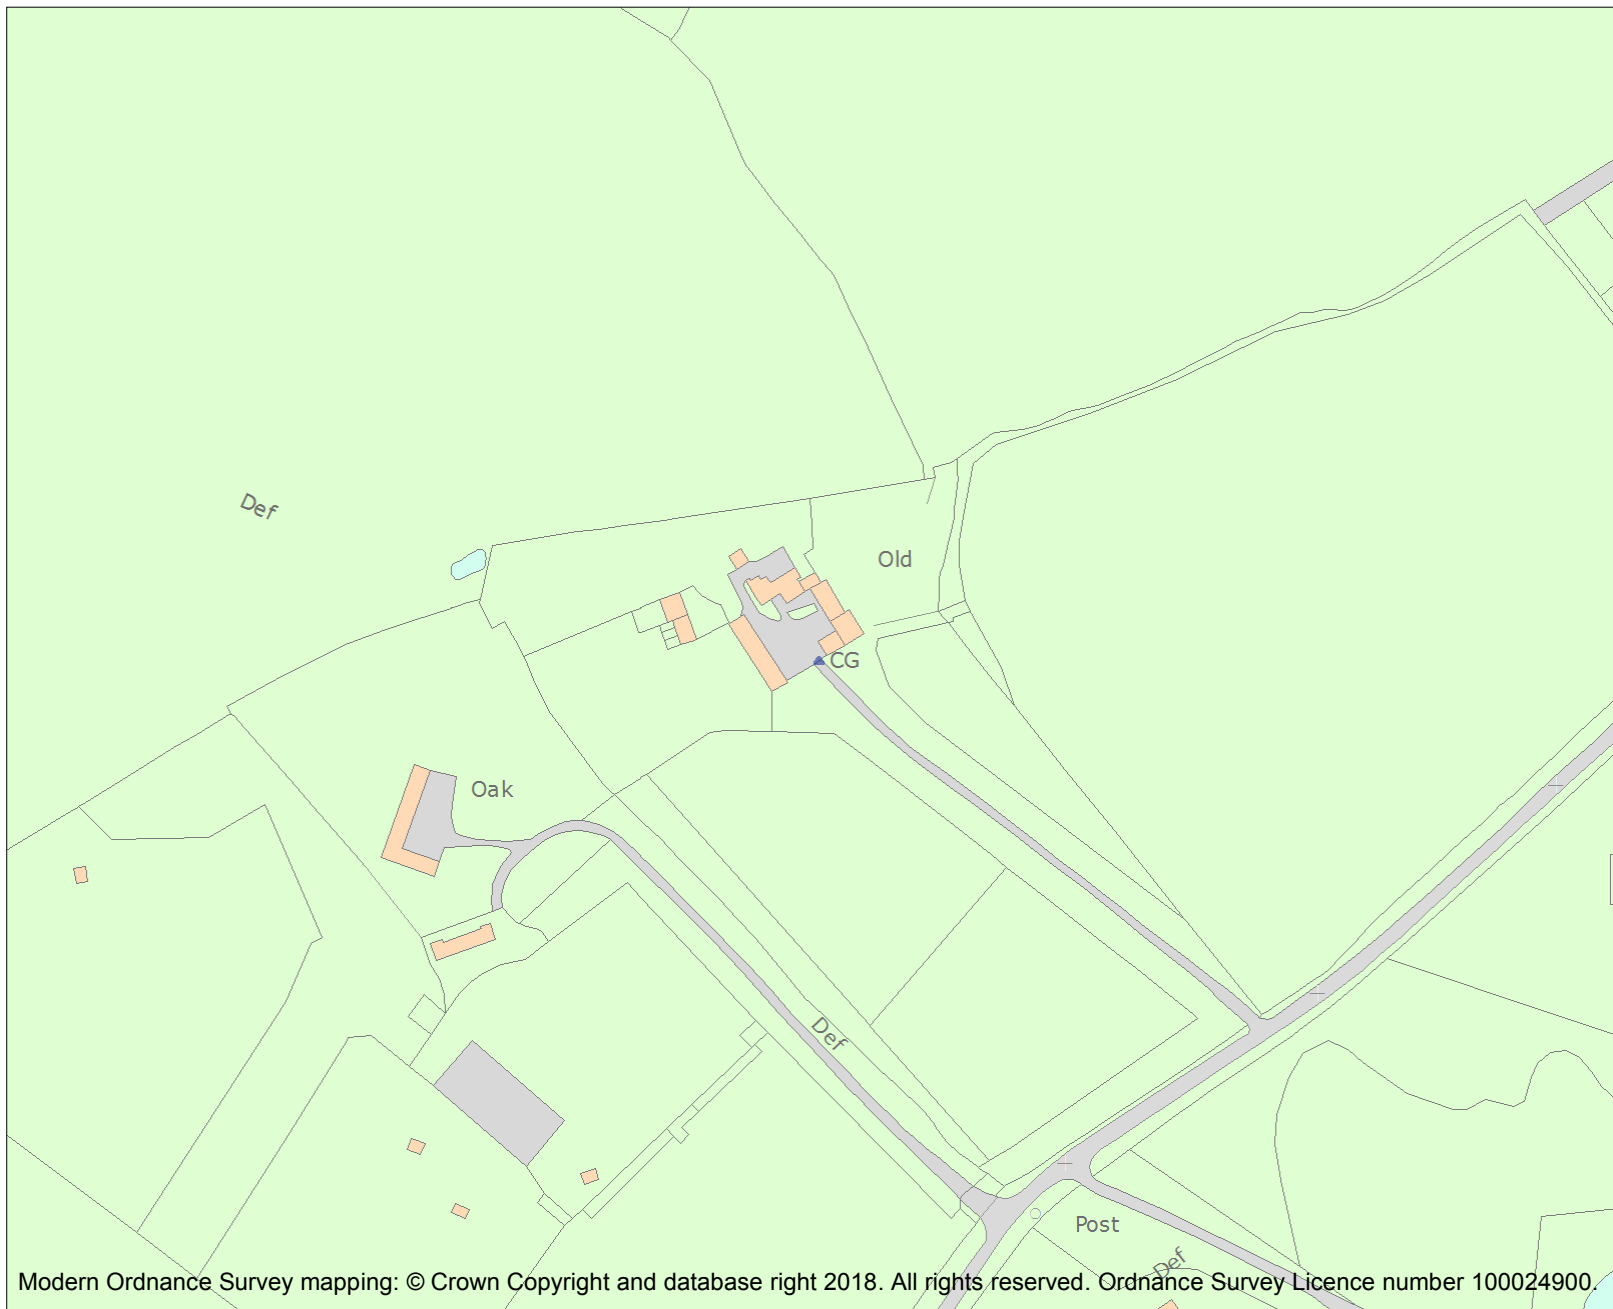 Def
Old
CG
Oak
Def
Post
Def
Modern Ordnance Survey mapping: © Crown Copyright and database right 2018. All rights reserved. Ordnance Survey Licence number 100024900.